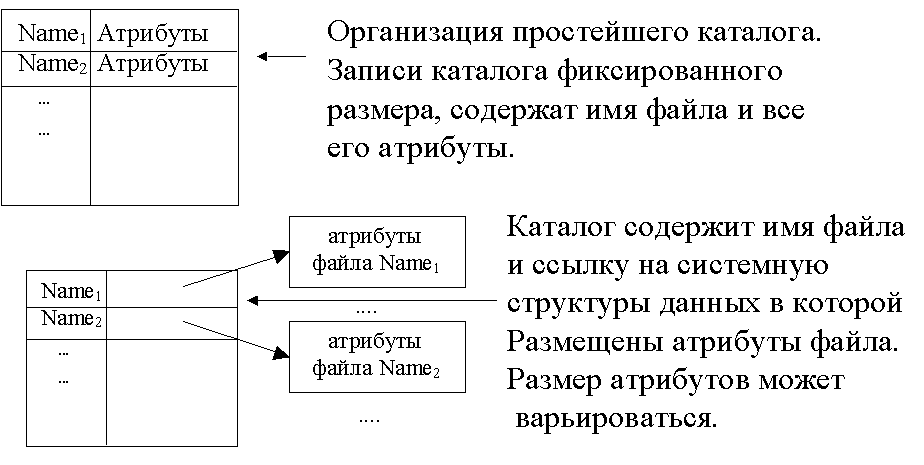 Name1 Атрибуты
Name2 Атрибуты
...
...
Организация простейшего каталога.
Записи каталога фиксированного
размера, содержат имя файла и все
его атрибуты.
Name1
Name2
...
...
атрибуты
файла Name1
....
атрибуты
файла Name2
....
Каталог содержит имя файла
и ссылку на системную
структуры данных в которой
Размещены атрибуты файла.
Размер атрибутов может
варьироваться.